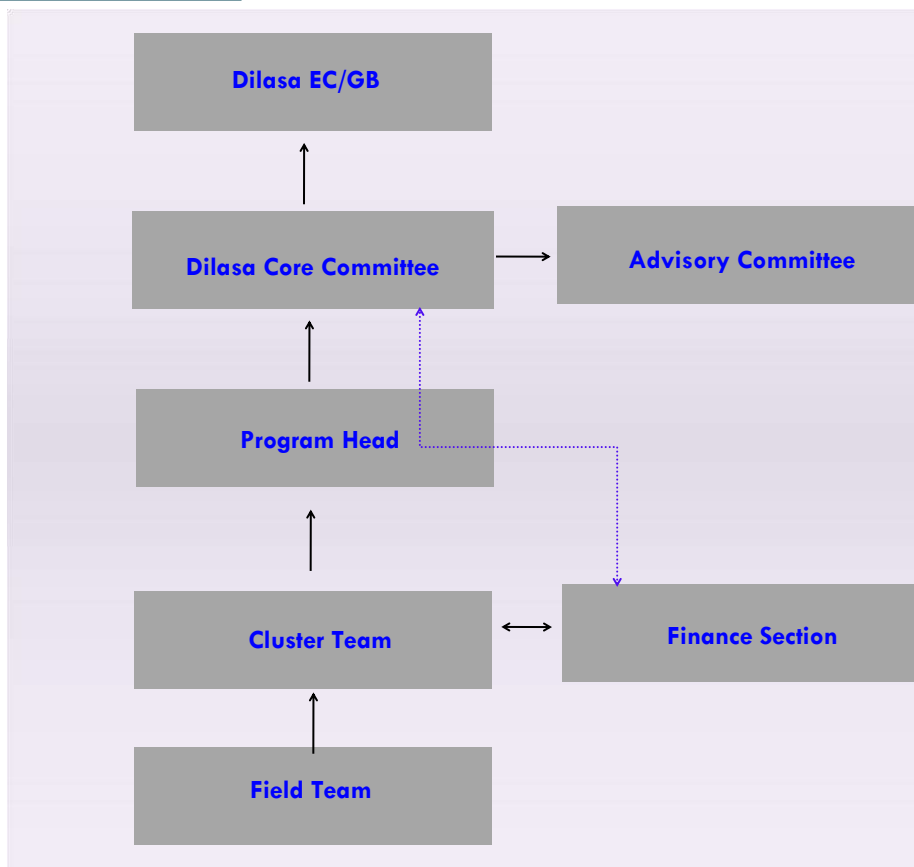 Dilasa EC/GB
Dilasa Core Committee
Advisory Committee
Program Head
Cluster Team
Finance Section
Field Team